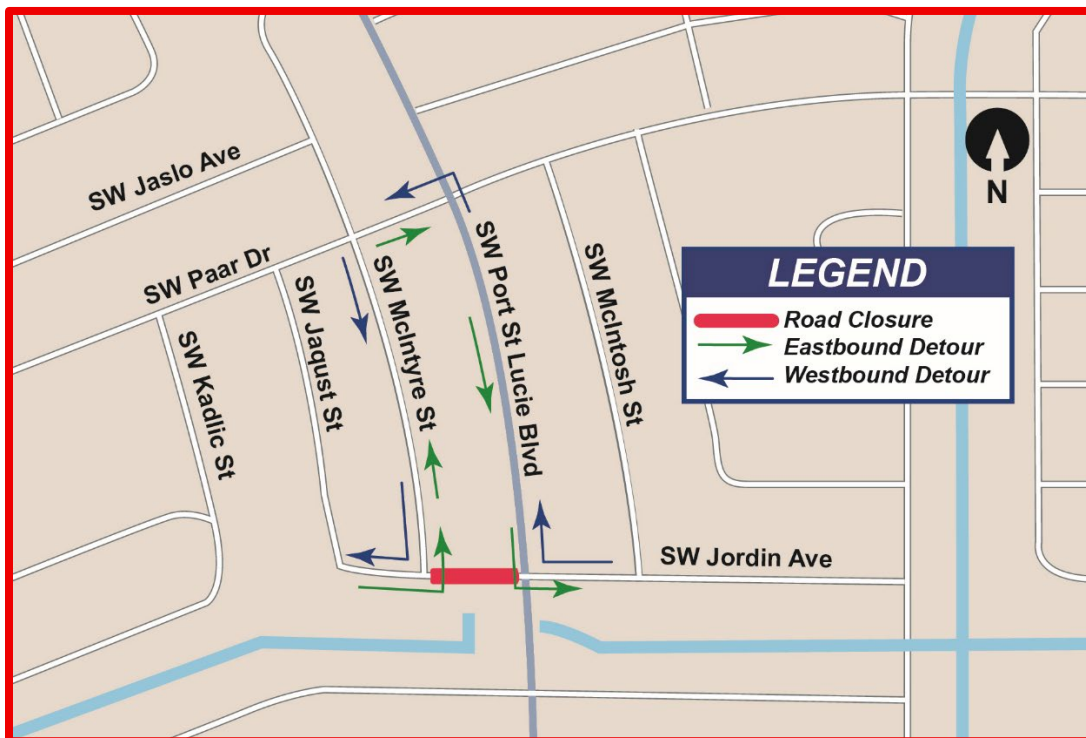 SW Jaslo Ave
N
SW Paar Dr
SW Port St Lucie Blvd
SW McIntyre St
SW McIntosh St
SW Jaqust St
SW Kadlic St
LEGEND
Road Closure
Eastbound Detour
Westbound Detour
SW Jordin Ave